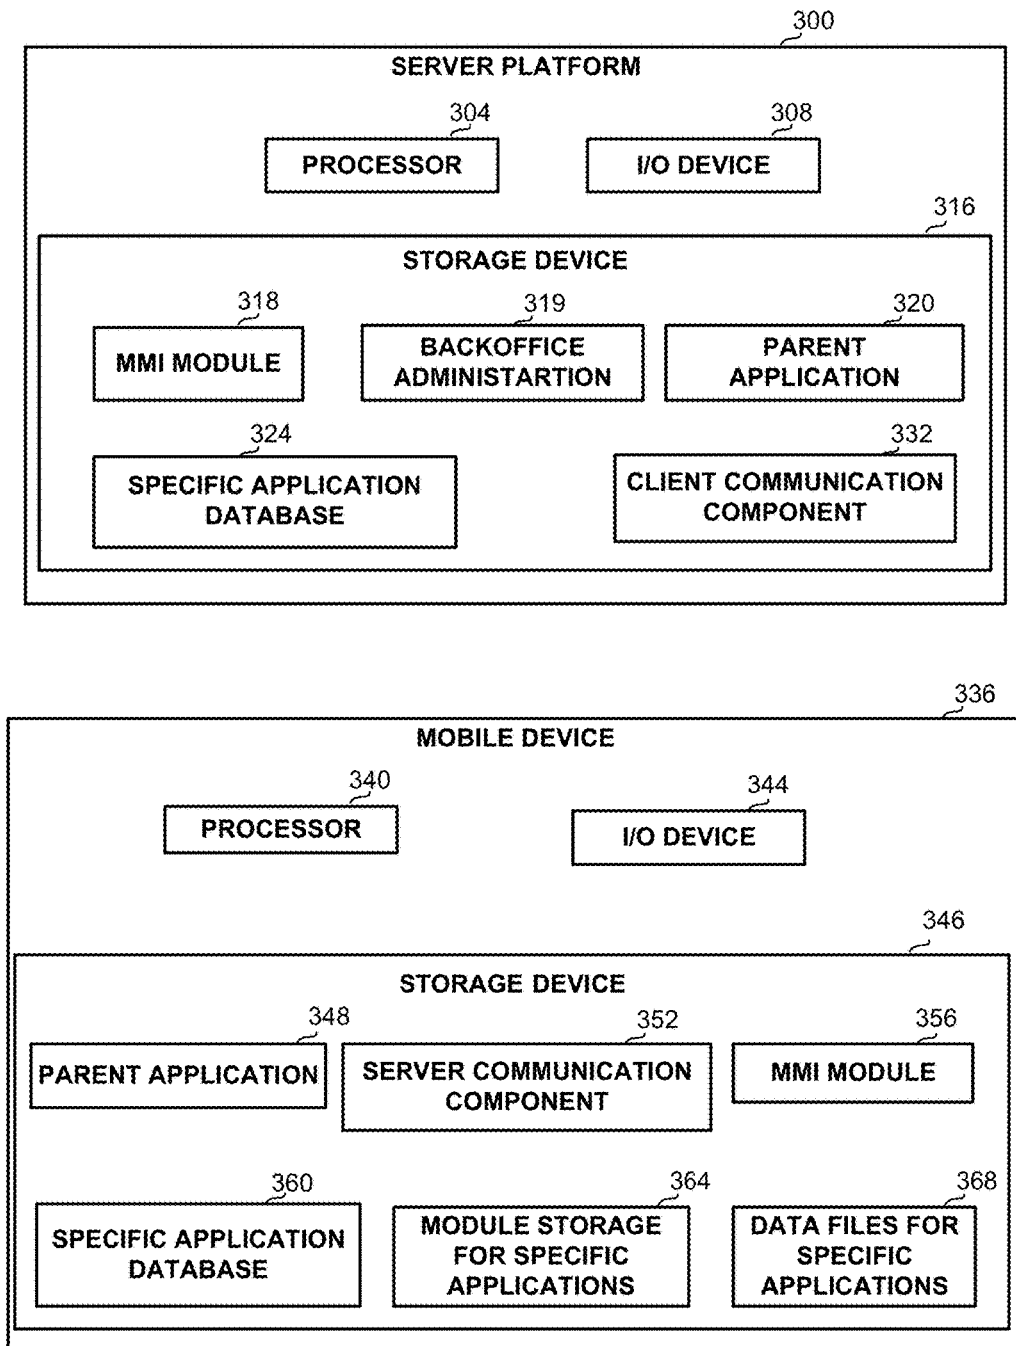 300
SERVER PLATFORM
304
308
PROCESSOR
I/O DEVICE
316
STORAGE DEVICE
318
319
320
MMI MODULE
BACKOFFICE
ADMINISTARTION
PARENT
APPLICATION
324
332
SPECIFIC APPLICATION
DATABASE
CLIENT COMMUNICATION
COMPONENT
336
MOBILE DEVICE
340
344
PROCESSOR
I/O DEVICE
346
STORAGE DEVICE
348
352
356
PARENT APPLICATION
SERVER COMMUNICATION
COMPONENT
MMI MODULE
360
364
368
SPECIFIC APPLICATION
DATABASE
MODULE STORAGE
FOR SPECIFIC
APPLICATIONS
DATA FILES FOR
SPECIFIC
APPLICATIONS